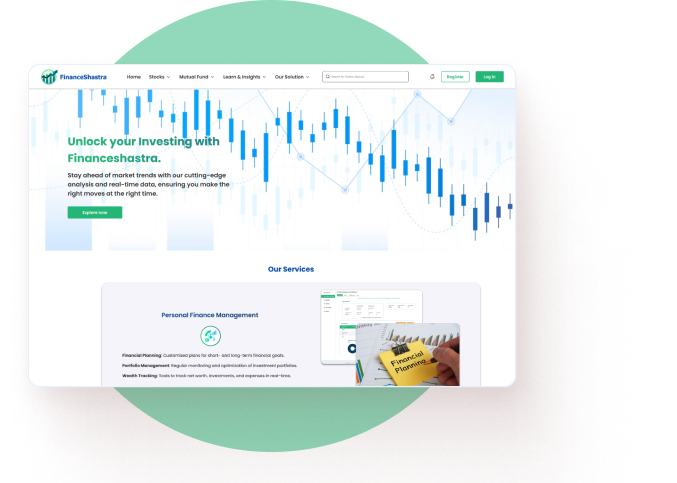 FinanceShastra
Home Stocks Mutual Fund Learn & Insights Our Solution
Register Log In
Unlock your Investing with
Financeshastra.
Stay ahead of market trends with our cutting-edge
analysis and real-time data, ensuring you make the
right moves at the right time.
Explore now
Our Services
Personal Finance Management
Financial Planning: Customized plans for short- and long-term financial goals.
Portfolio Management: Regular monitoring and optimization of investment portfolios.
Wealth Tracking: Tools to track net worth, investments, and expenses in real-time.
Financial
Planning